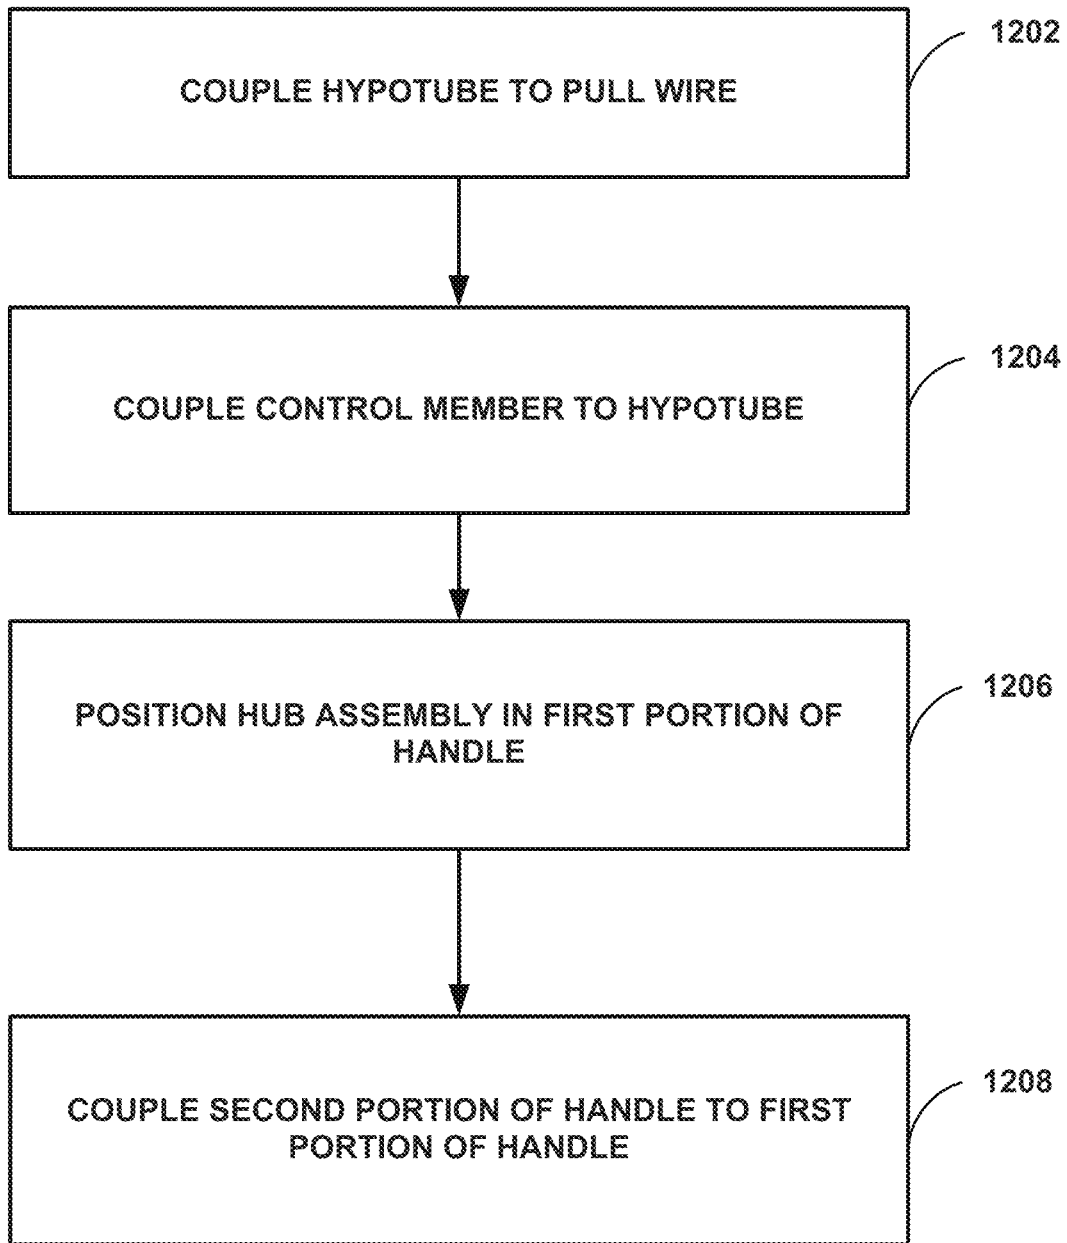 1202
COUPLE HYPOTUBE TO PULL WIRE
1204
COUPLE CONTROL MEMBER TO HYPOTUBE
1206
POSITION HUB ASSEMBLY IN FIRST PORTION OF
HANDLE
1208
COUPLE SECOND PORTION OF HANDLE TO FIRST
PORTION OF HANDLE